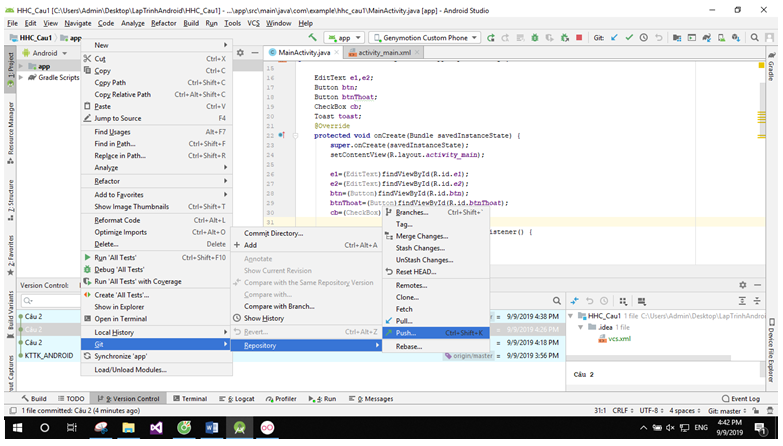 HHC_Cau1 [C:\Users\Admin\Desktop\LapTrinhAndroid\HHC_Cau1] - ...\app\src\main\java\com\example\hhc_cau1\MainActivity.java [app] - Android Studio
File Edit View Navigate Code Analyze Refactor Build Run Tools VCS Window Help
HHC_Cau1 app
app Genymotion Custom Phone Git:
Android
MainActivity.java activity_main.xml
1: Project
Resource Manager
Z: Structure
2: Favorites
Build Variants
Layout Captures
app
Gradle Scripts
New
Cut Ctrl+X
Copy Ctrl+C
Copy Path Ctrl+Shift+C
Copy Relative Path Ctrl+Alt+Shift+C
Paste Ctrl+V
Jump to Source F4
Find Usages Alt+F7
Find in Path... Ctrl+Shift+F
Replace in Path... Ctrl+Shift+R
Analyze
Refactor
Add to Favorites
Show Image Thumbnails Ctrl+Shift+T
Reformat Code Ctrl+Alt+L
Optimize Imports Ctrl+Alt+O
Delete... Delete
Run 'All Tests' Ctrl+Shift+F10
Debug 'All Tests'
Run 'All Tests' with Coverage
Create 'All Tests'...
Show in Explorer
Open in Terminal
Local History
Git
Synchronize 'app'
Load/Unload Modules...
15
16
EditText e1,e2;
17
Button btn;
18
Button btnThoat;
19
CheckBox cb;
20
Toast toast;
21
@Override
22
protected void onCreate(Bundle savedInstanceState) {
23
super.onCreate(savedInstanceState);
24
setContentView(R.layout.activity_main);
25
26
e1=(EditText)findViewById(R.id.e1);
27
e2=(EditText)findViewById(R.id.e2);
28
btn=(Button)findViewById(R.id.btn);
29
btnThoat=(Button)findViewById(R.id.btnThoat);
30
cb=(CheckBox)
31
istener() {
Commit Directory...
Add Ctrl+Alt+A
Annotate
Show Current Revision
Compare with the Same Repository Version
Compare with...
Compare with Branch...
Show History
Revert... Ctrl+Alt+Z
Repository
Branches... Ctrl+Shift+`
Tag...
Merge Changes...
Stash Changes...
UnStash Changes...
Reset HEAD...
Remotes...
Clone...
Fetch
Pull...
Push... Ctrl+Shift+K
Rebase...
Gradle
Device File Explorer
Version Control:
Câu 2 9/9/2019 4:38 PM
Câu 2 9/9/2019 4:26 PM
Câu 2 9/9/2019 4:18 PM
KTTK_ANDROID origin/master 9/9/2019 3:56 PM
HHC_Cau1 1 file C:\Users\Admin\Desktop\LapTrinhAndroi
.idea 1 file
vcs.xml
Câu 2
Build TODO 9: Version Control Terminal 6: Logcat Profiler 4: Run 0: Messages Event Log
1 file committed: Câu 2 (4 minutes ago) 31:1 CRLF UTF-8 4 spaces Git: master
ENG 4:42 PM
9/9/2019